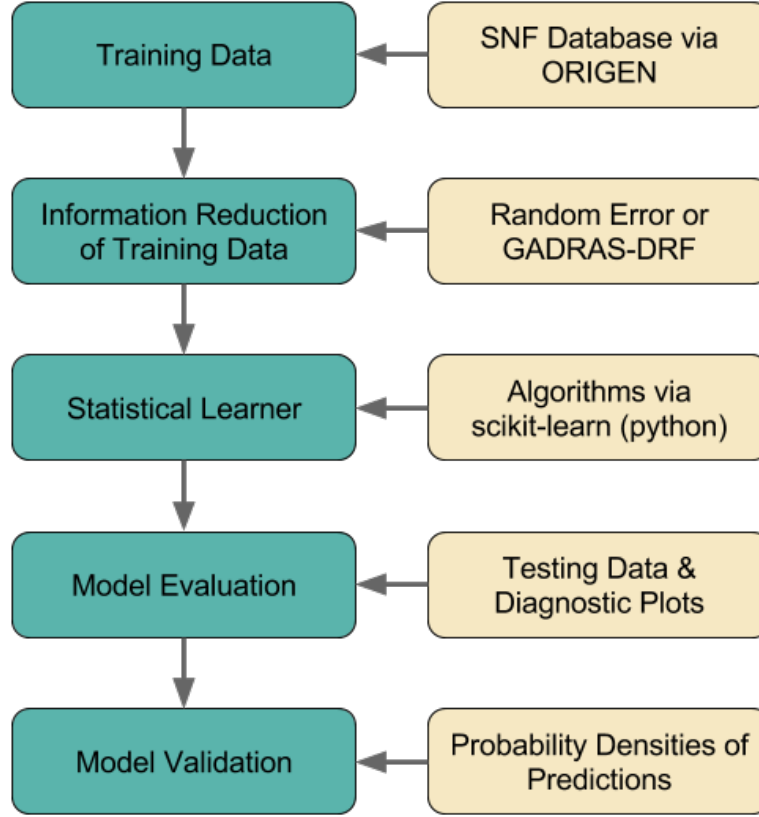 Training Data
SNF Database via
ORIGEN
Information Reduction
of Training Data
Random Error or
GADRAS-DRF
Statistical Learner
Algorithms via
scikit-learn (python)
Model Evaluation
Testing Data &
Diagnostic Plots
Model Validation
Probability Densities of
Predictions